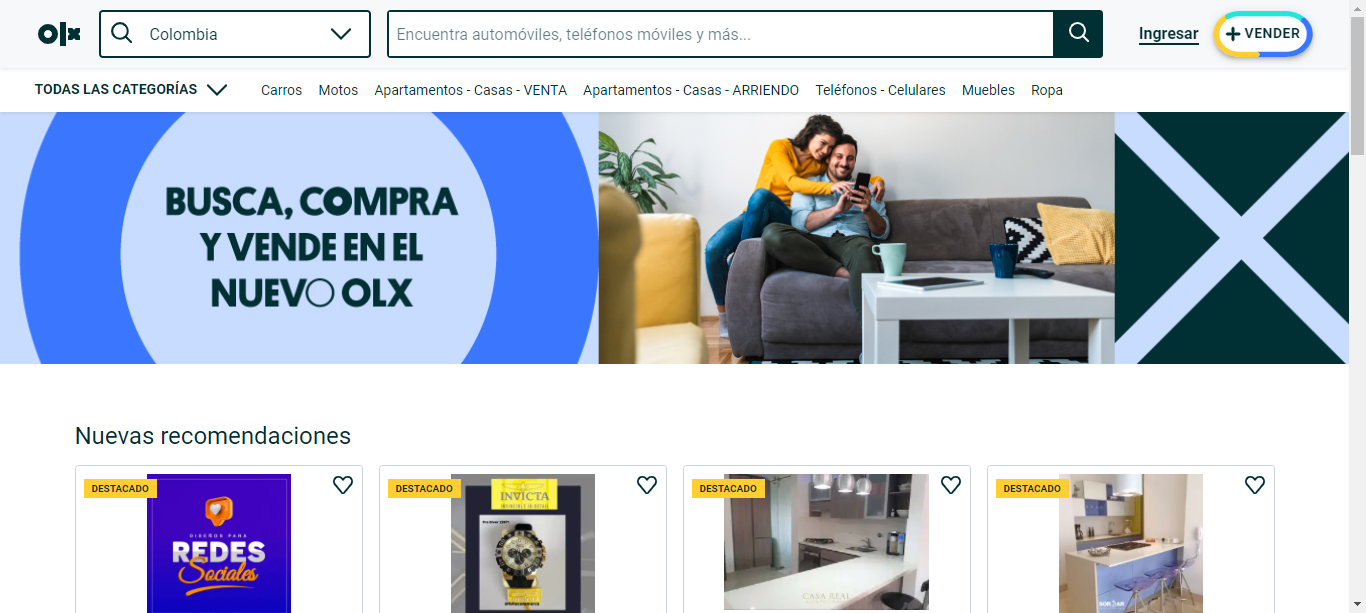 olx
Colombia
Encuentra automóviles, teléfonos móviles y más...
Ingresar
VENDER
TODAS LAS CATEGORÍAS
Carros
Motos
Apartamentos - Casas - VENTA
Apartamentos - Casas - ARRIENDO
Teléfonos - Celulares
Muebles
Ropa
BUSCA, COMPRA
Y VENDE EN EL
NUEVO OLX
Nuevas recomendaciones
DESTACADO
DISEÑOS PARA
REDES
Sociales
DESTACADO
INVICTA
DESTACADO
CASA REAL
DESTACADO